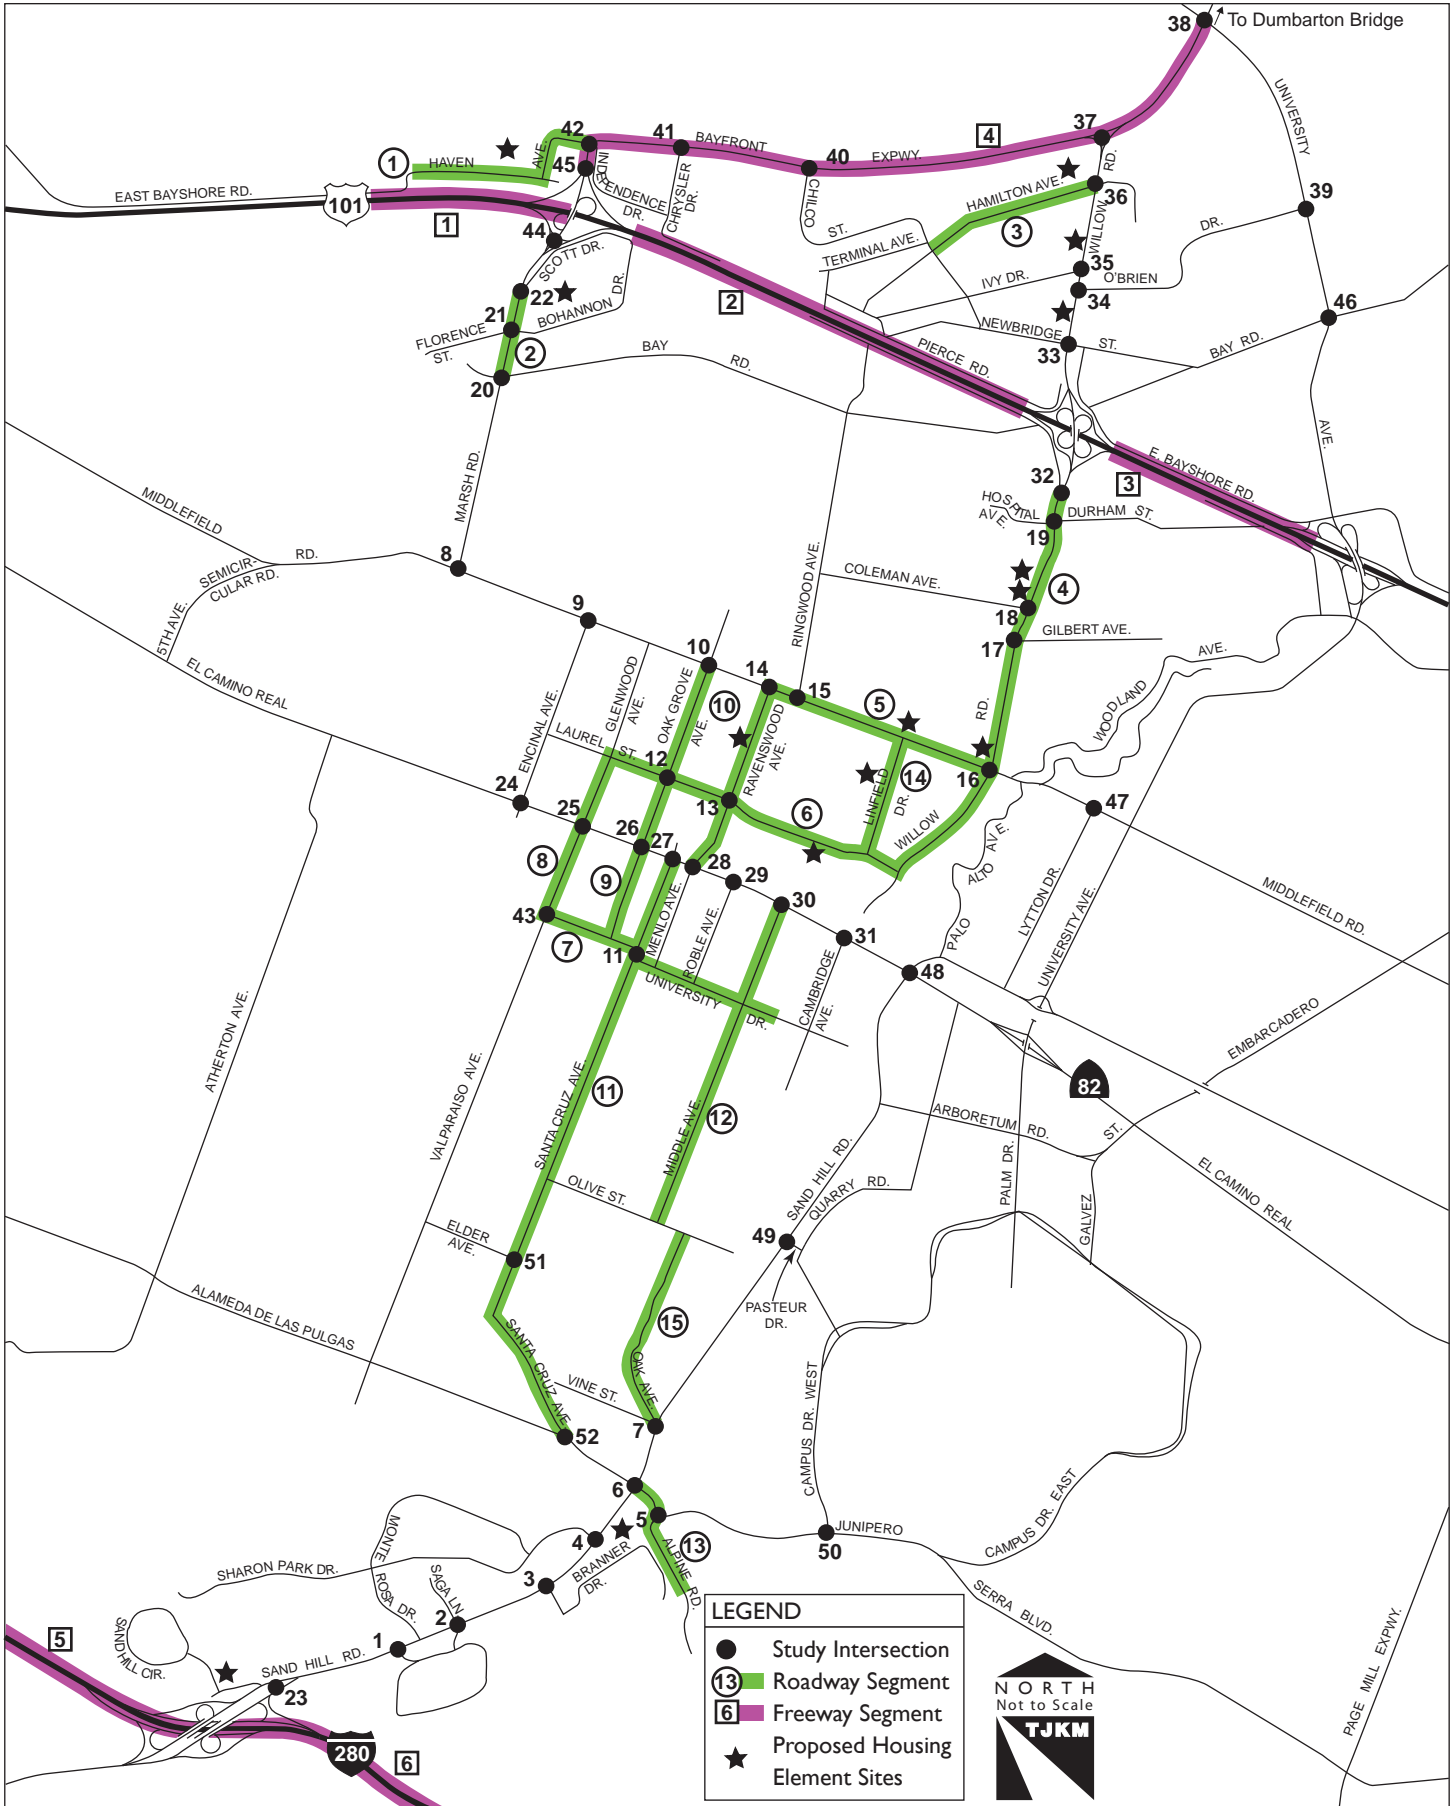 38
To Dumbarton Bridge
UNIVERSITY
37
4
41
BAYFRONT
EXPWY.
40
42
45
AVE.
HAVEN
1
INDEPENDENCE
DR.
CHRYSLER
DR.
CHILCO
ST.
TERMINAL AVE.
HAMILTON AVE.
3
36
RD.
WILLOW
39
EAST BAYSHORE RD.
101
1
44
SCOTT DR.
22
BOHANNON
DR.
21
FLORENCE
ST.
2
20
2
IVY DR.
35
O'BRIEN
DR.
34
NEWBRIDGE
ST.
33
46
BAY RD.
BAY
RD.
PIERCE RD.
AVE.
E. BAYSHORE RD.
3
32
HOSPITAL
AVE.
DURHAM ST.
19
MARSH RD.
MIDDLEFIELD
RD.
8
SEMICIR-
CULAR RD.
5TH AVE.
9
RINGWOOD AVE.
COLEMAN AVE.
4
18
17
GILBERT AVE.
AVE.
WOODLAND
EL CAMINO REAL
ENCINAL AVE.
GLENWOOD
AVE.
LAUREL
ST.
OAK GROVE
AVE.
10
10
14
15
5
RAVENSWOOD
AVE.
RD.
16
14
LINFIELD
DR.
WILLOW
12
13
6
24
25
26
27
28
29
30
31
47
48
8
9
43
7
11
MENLO AVE.
ROBLE AVE.
UNIVERSITY
DR.
CAMBRIDGE
AVE.
PALO
ALTO
AVE.
LYTTON DR.
UNIVERSITY AVE.
MIDDLEFIELD RD.
EMBARCADERO
82
ATHERTON AVE.
VALPARAISO AVE.
SANTA CRUZ AVE.
11
MIDDLE AVE.
12
ARBORETUM RD.
ST.
PALM DR.
GALVEZ
EL CAMINO REAL
SAND HILL RD.
QUARRY RD.
OLIVE ST.
ELDER
AVE.
51
49
PASTEUR
DR.
ALAMEDA DE LAS PULGAS
SANTA CRUZ AVE.
15
OAK AVE.
VINE ST.
7
52
6
5
4
CAMPUS DR. WEST
CAMPUS DR. EAST
JUNIPERO
50
SERRA BLVD.
PAGE MILL EXPWY.
13
ALPINE RD.
BRANNER
DR.
3
2
1
SAGA LN
MONTE
ROSA DR.
SHARON PARK DR.
SAND HILL CIR.
SAND HILL RD.
23
5
280
6
LEGEND
Study Intersection
13 Roadway Segment
6 Freeway Segment
Proposed Housing
Element Sites
NORTH
Not to Scale
TJKM